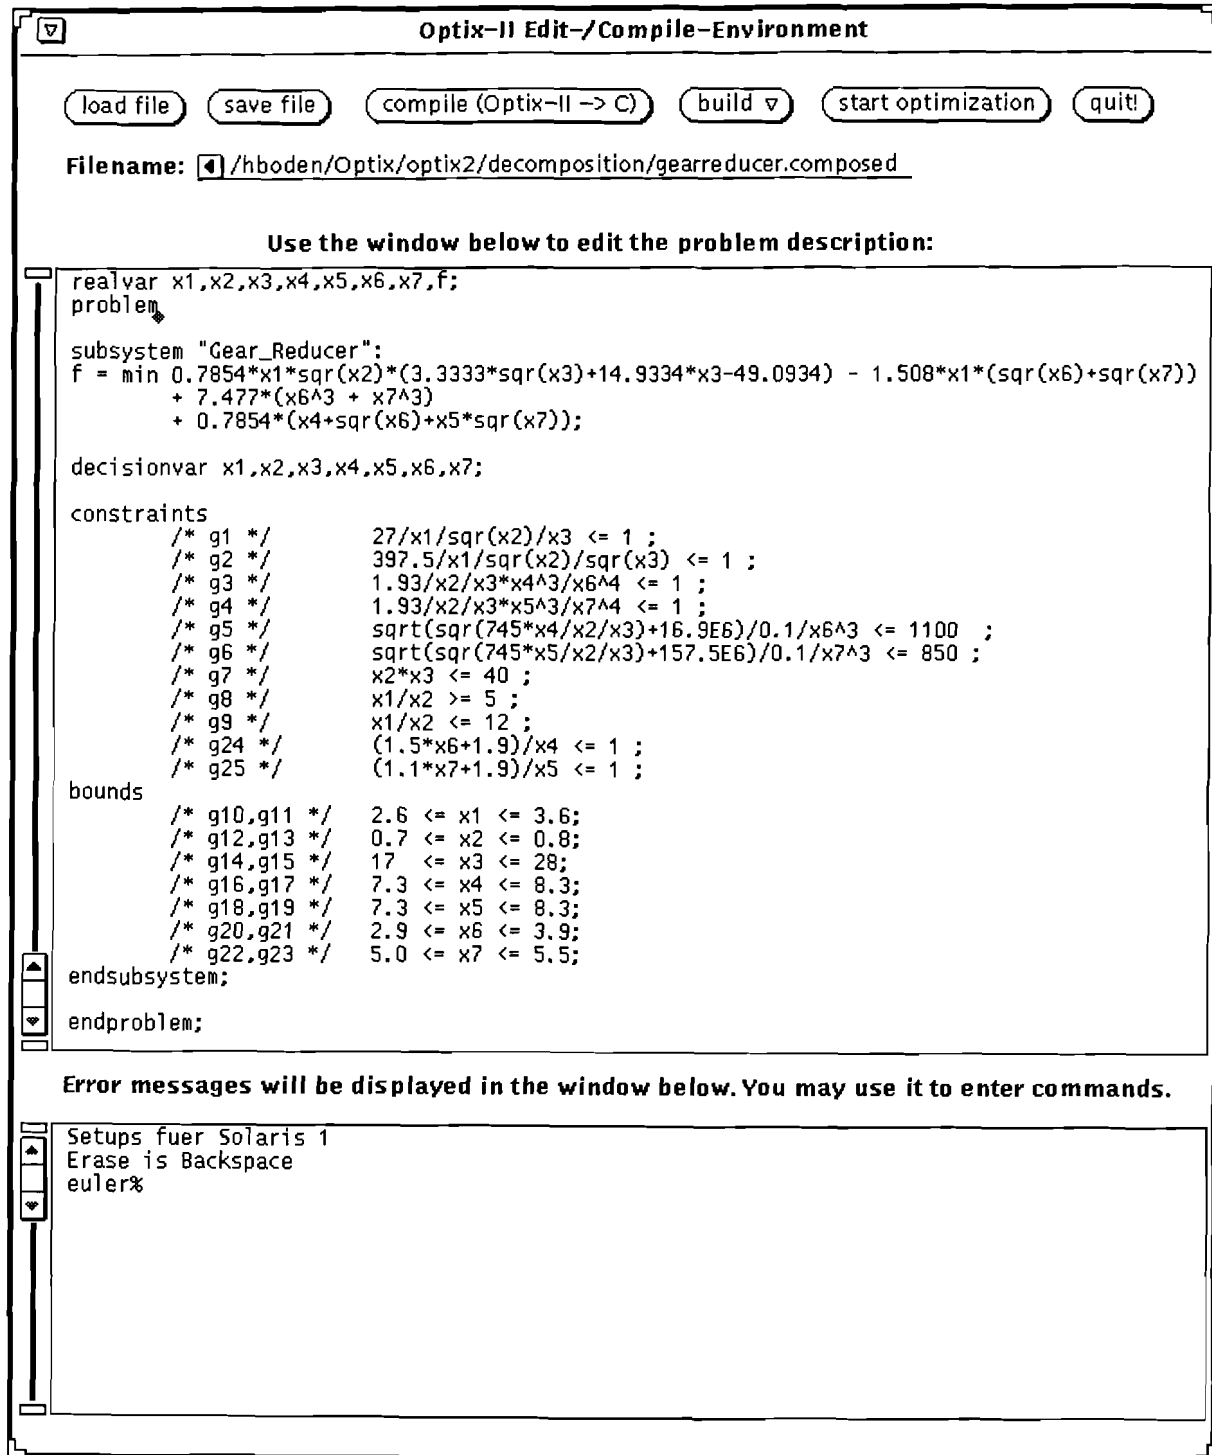 Optix-II Edit-/Compile-Environment
load file save file compile (Optix-II -> C) build start optimization quit!
Filename: /hboden/Optix/optix2/decomposition/gearreducer.composed
Use the window below to edit the problem description:
realvar x1,x2,x3,x4,x5,x6,x7,f;
problem
subsystem "Gear_Reducer":
f = min 0.7854*x1*sqr(x2)*(3.3333*sqr(x3)+14.9334*x3-49.0934) - 1.508*x1*(sqr(x6)+sqr(x7))
+ 7.477*(x6^3 + x7^3)
+ 0.7854*(x4+sqr(x6)+x5*sqr(x7));
decisionvar x1,x2,x3,x4,x5,x6,x7;
constraints
/* g1 */ 27/x1/sqr(x2)/x3 <= 1 ;
/* g2 */ 397.5/x1/sqr(x2)/sqr(x3) <= 1 ;
/* g3 */ 1.93/x2/x3*x4^3/x6^4 <= 1 ;
/* g4 */ 1.93/x2/x3*x5^3/x7^4 <= 1 ;
/* g5 */ sqrt(sqr(745*x4/x2/x3)+16.9E6)/0.1/x6^3 <= 1100 ;
/* g6 */ sqrt(sqr(745*x5/x2/x3)+157.5E6)/0.1/x7^3 <= 850 ;
/* g7 */ x2*x3 <= 40 ;
/* g8 */ x1/x2 >= 5 ;
/* g9 */ x1/x2 <= 12 ;
/* g24 */ (1.5*x6+1.9)/x4 <= 1 ;
/* g25 */ (1.1*x7+1.9)/x5 <= 1 ;
bounds
/* g10,g11 */ 2.6 <= x1 <= 3.6;
/* g12,g13 */ 0.7 <= x2 <= 0.8;
/* g14,g15 */ 17 <= x3 <= 28;
/* g16,g17 */ 7.3 <= x4 <= 8.3;
/* g18,g19 */ 7.3 <= x5 <= 8.3;
/* g20,g21 */ 2.9 <= x6 <= 3.9;
/* g22,g23 */ 5.0 <= x7 <= 5.5;
endsubsystem;
endproblem;
Error messages will be displayed in the window below. You may use it to enter commands.
Setups fuer Solaris 1
Erase is Backspace
euler%